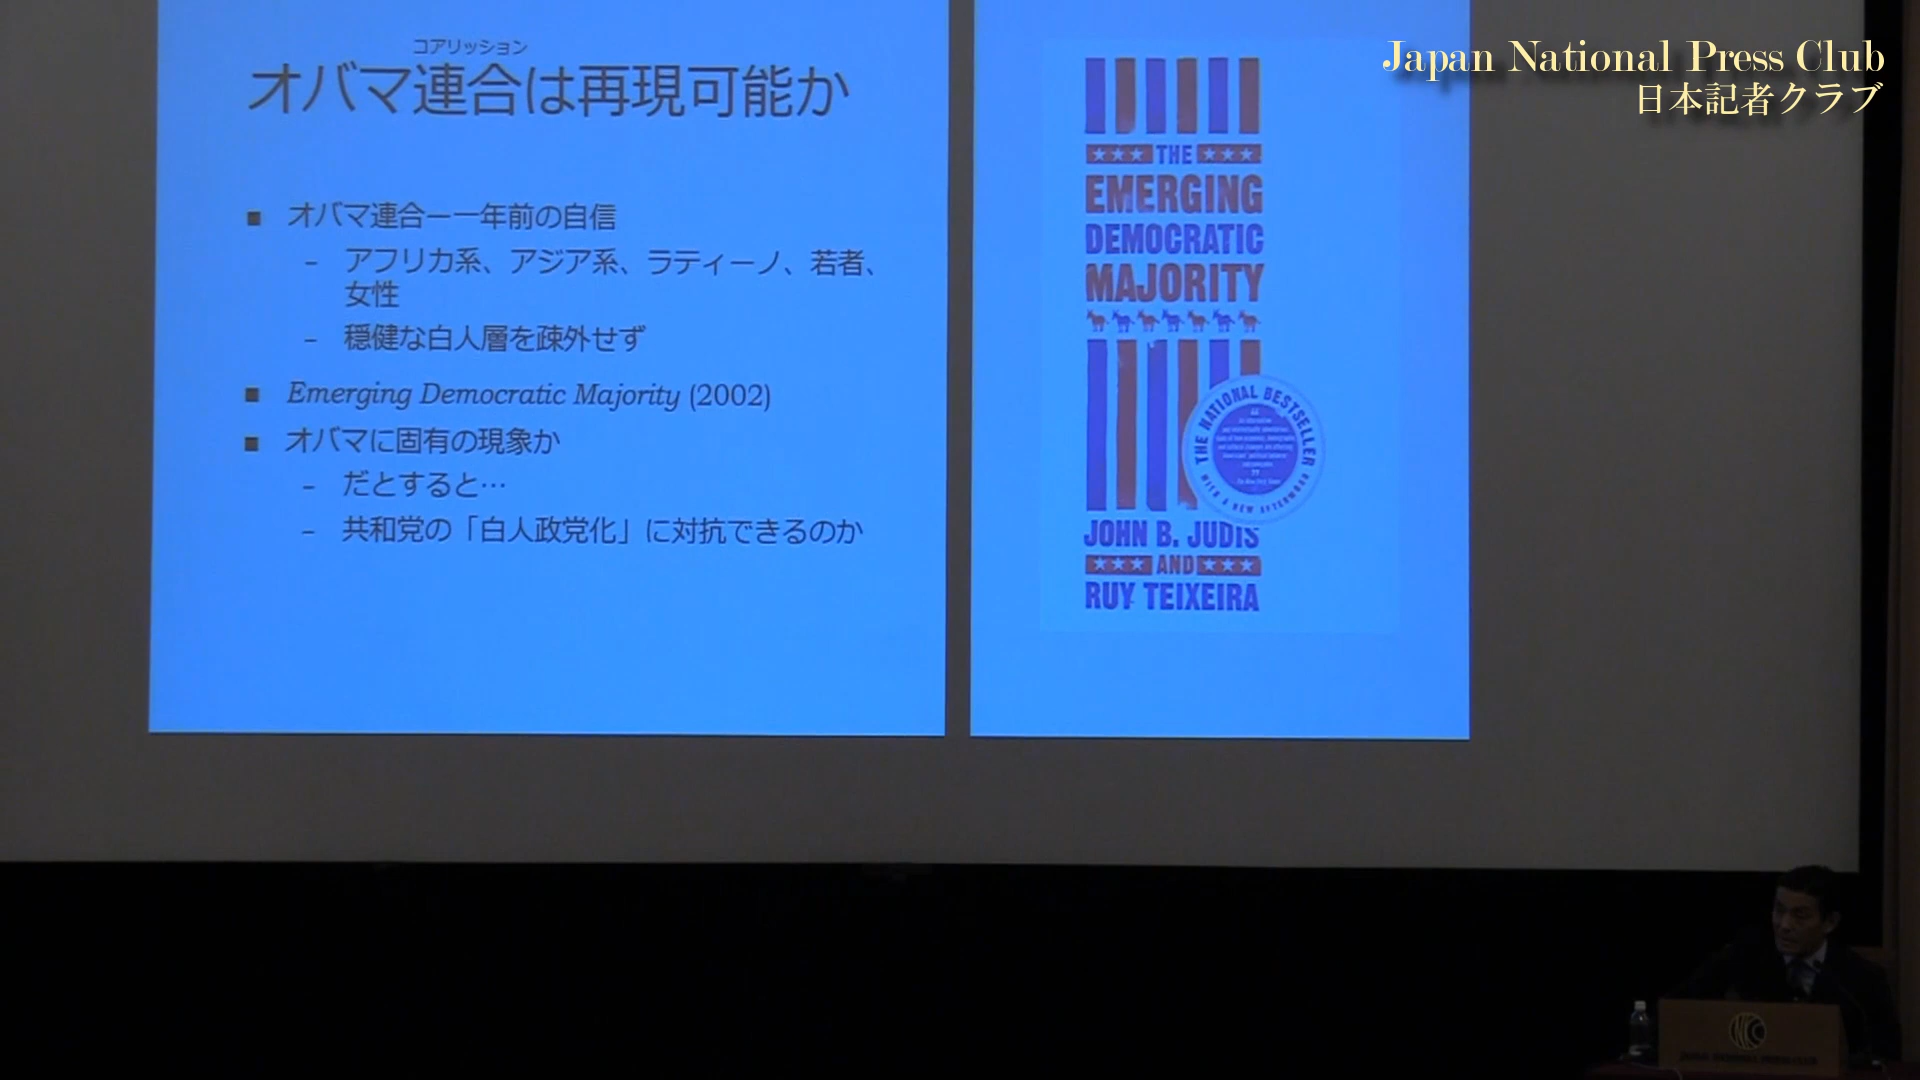 コアリッション
オバマ連合は再現可能か
■ オバマ連合ー一年前の自信
– アフリカ系、アジア系、ラティーノ、若者、
女性
– 穏健な白人層を疎外せず
■ Emerging Democratic Majority (2002)
■ オバマに固有の現象か
– だとすると…
– 共和党の「白人政党化」に対抗できるのか
THE
EMERGING
DEMOCRATIC
MAJORITY
THE NATIONAL BESTSELLER
WITH A NEW AFTERWORD
JOHN B. JUDIS
AND
RUY TEIXEIRA
Japan National Press Club
日本記者クラブ